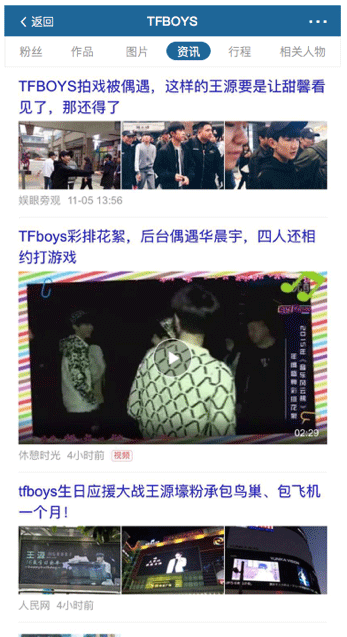 返回
TFBOYS
粉丝 作品 图片 资讯 行程 相关人物
TFBOYS拍戏被偶遇，这样的王源要是让甜馨看
见了，那还得了
娱眼旁观 11-05 13:56
TFboys彩排花絮，后台偶遇华晨宇，四人还相
约打游戏
02:29
休憩时光 4小时前 视频
tfboys生日应援大战王源壕粉承包鸟巢、包飞机
一个月！
王源
人民网 4小时前